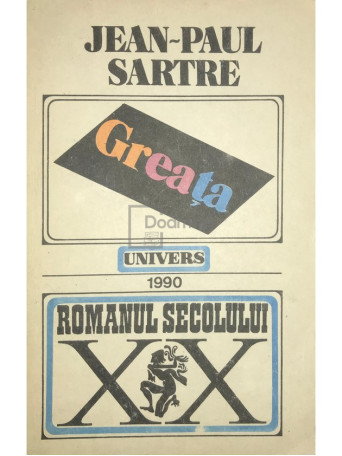 JEAN-PAUL
SARTRE
Greața
UNIVERS
1990
ROMANUL SECOLULUI
XX